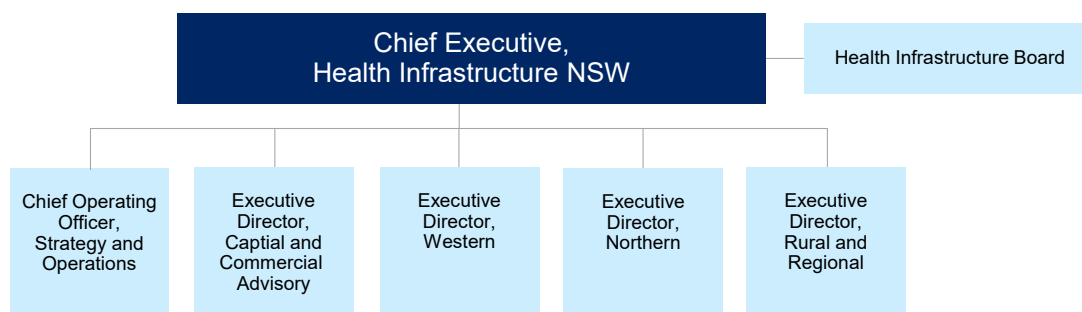 Chief Executive,
Health Infrastructure NSW
Health Infrastructure Board
Chief Operating
Officer,
Strategy and
Operations
Executive
Director,
Captial and
Commercial
Advisory
Executive
Director,
Western
Executive
Director,
Northern
Executive
Director,
Rural and
Regional